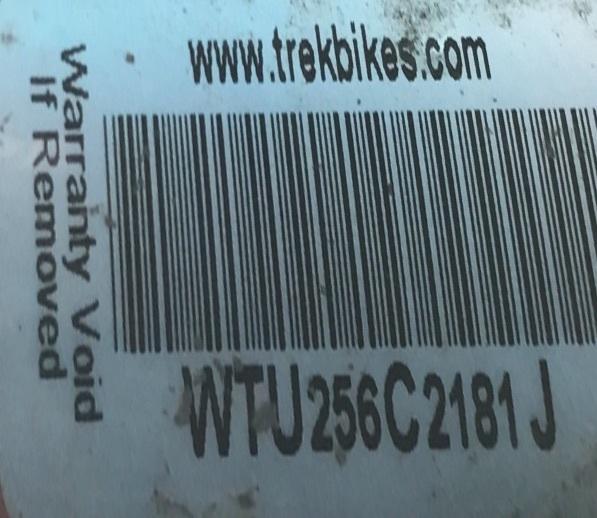 www.trekbikes.com
Warranty Void
If Removed
WTU256C2181J